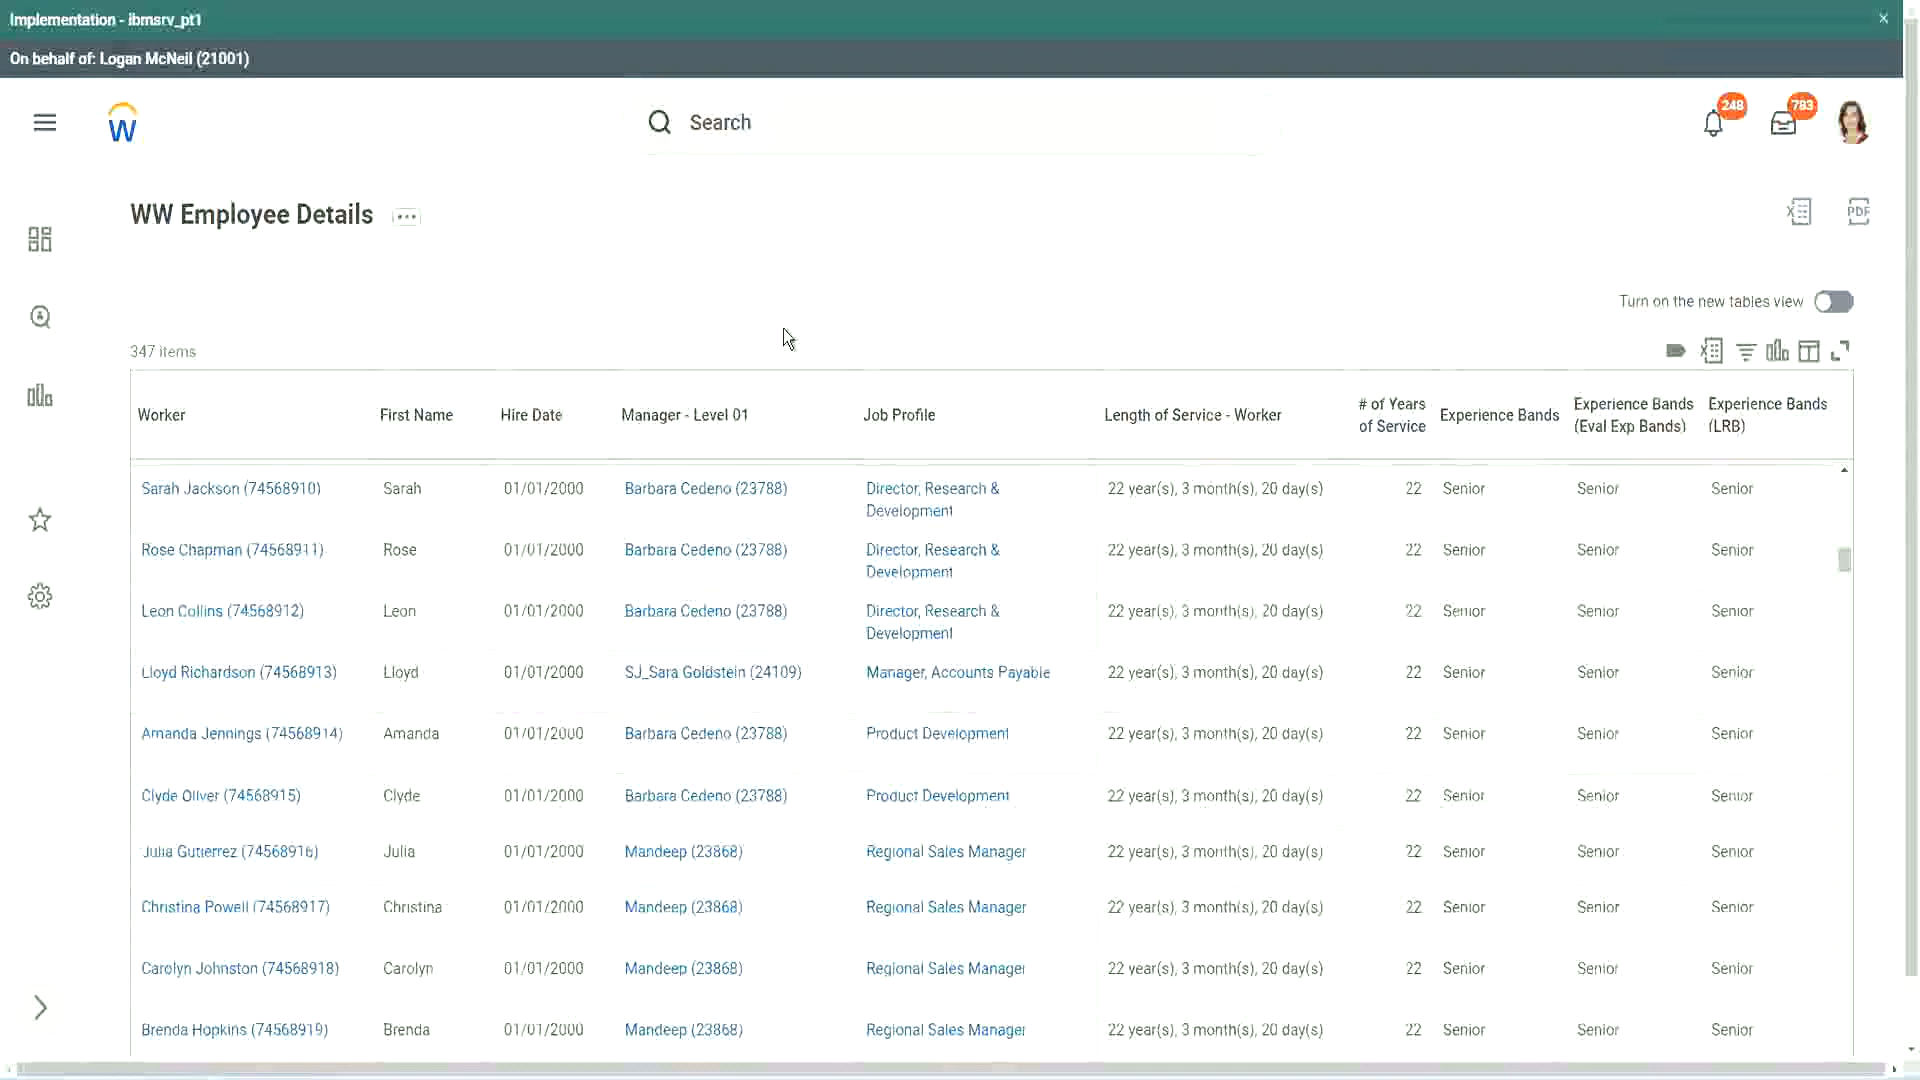 Implementation - ibmsrv_pt1
On behalf of: Logan McNeil (21001)
W
Search
248
783
WW Employee Details
PDF
Turn on the new tables view
347 items
Worker First Name Hire Date Manager - Level 01 Job Profile Length of Service - Worker # of Years of Service Experience Bands Experience Bands (Eval Exp Bands) Experience Bands (LRB)
Sarah Jackson (74568910) Sarah 01/01/2000 Barbara Cedeno (23788) Director, Research & Development 22 year(s), 3 month(s), 20 day(s) 22 Senior Senior Senior
Rose Chapman (74568911) Rose 01/01/2000 Barbara Cedeno (23788) Director, Research & Development 22 year(s), 3 month(s), 20 day(s) 22 Senior Senior Senior
Leon Collins (74568912) Leon 01/01/2000 Barbara Cedeno (23788) Director, Research & Development 22 year(s), 3 month(s), 20 day(s) 22 Senior Senior Senior
Lloyd Richardson (74568913) Lloyd 01/01/2000 SJ_Sara Goldstein (24109) Manager, Accounts Payable 22 year(s), 3 month(s), 20 day(s) 22 Senior Senior Senior
Amanda Jennings (74568914) Amanda 01/01/2000 Barbara Cedeno (23788) Product Development 22 year(s), 3 month(s), 20 day(s) 22 Senior Senior Senior
Clyde Oliver (74568915) Clyde 01/01/2000 Barbara Cedeno (23788) Product Development 22 year(s), 3 month(s), 20 day(s) 22 Senior Senior Senior
Julia Gutierrez (74568916) Julia 01/01/2000 Mandeep (23868) Regional Sales Manager 22 year(s), 3 month(s), 20 day(s) 22 Senior Senior Senior
Christina Powell (74568917) Christina 01/01/2000 Mandeep (23868) Regional Sales Manager 22 year(s), 3 month(s), 20 day(s) 22 Senior Senior Senior
Carolyn Johnston (74568918) Carolyn 01/01/2000 Mandeep (23868) Regional Sales Manager 22 year(s), 3 month(s), 20 day(s) 22 Senior Senior Senior
Brenda Hopkins (74568919) Brenda 01/01/2000 Mandeep (23868) Regional Sales Manager 22 year(s), 3 month(s), 20 day(s) 22 Senior Senior Senior